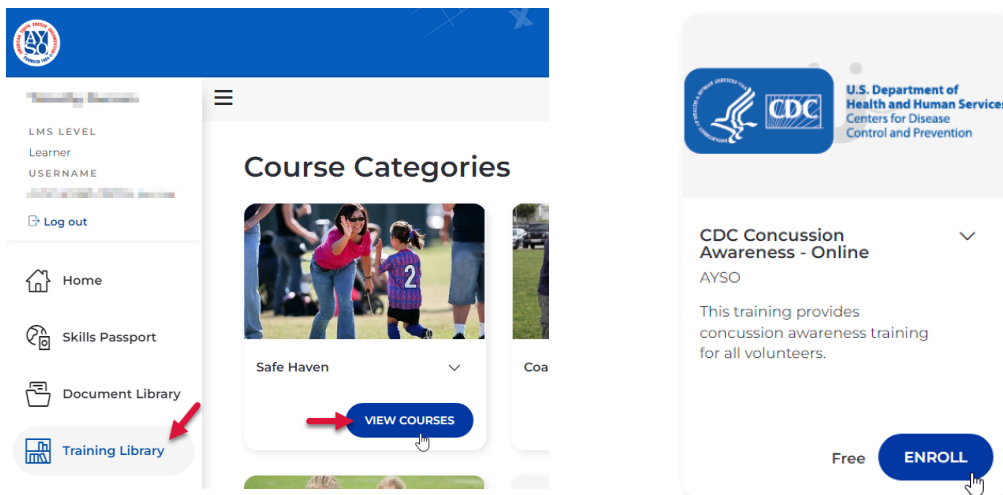 AYSO
LMS LEVEL
Learner
USERNAME
Log out
Home
Skills Passport
Document Library
Training Library
Course Categories
2
Safe Haven
VIEW COURSES
Coa
CDC
U.S. Department of
Health and Human Services
Centers for Disease
Control and Prevention
CDC Concussion
Awareness - Online
AYSO
This training provides
concussion awareness training
for all volunteers.
Free
ENROLL